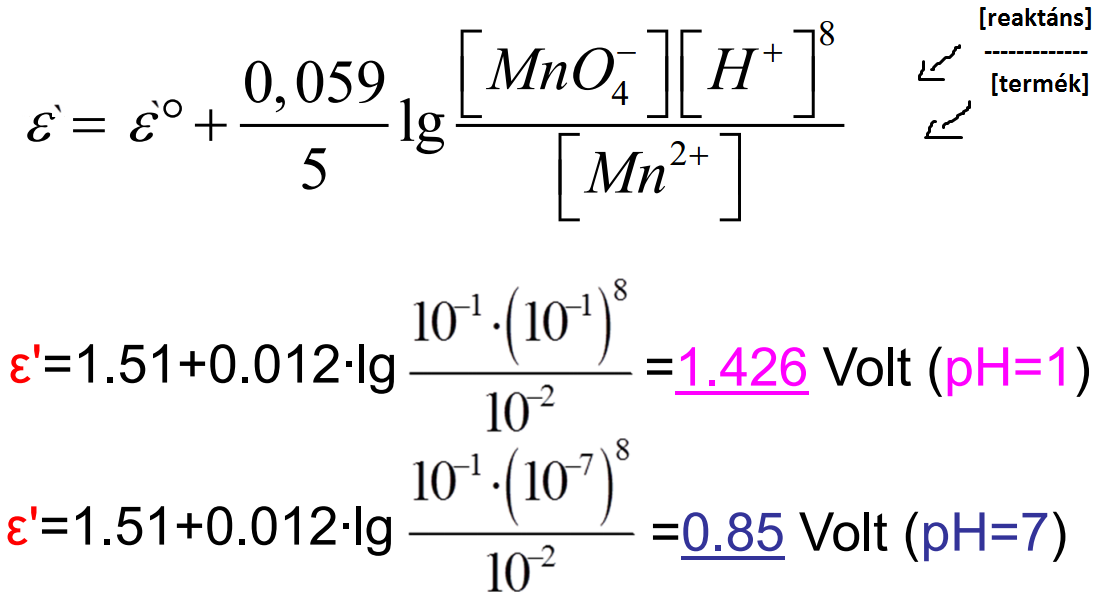 [reaktáns]
-------------
[termék]
ε` = ε`° + 0,059/5 lg [MnO₄⁻][H⁺]⁸/[Mn²⁺]
ε'=1.51+0.012·lg 10⁻¹·(10⁻¹)⁸/10⁻² =1.426 Volt (pH=1)
ε'=1.51+0.012·lg 10⁻¹·(10⁻⁷)⁸/10⁻² =0.85 Volt (pH=7)